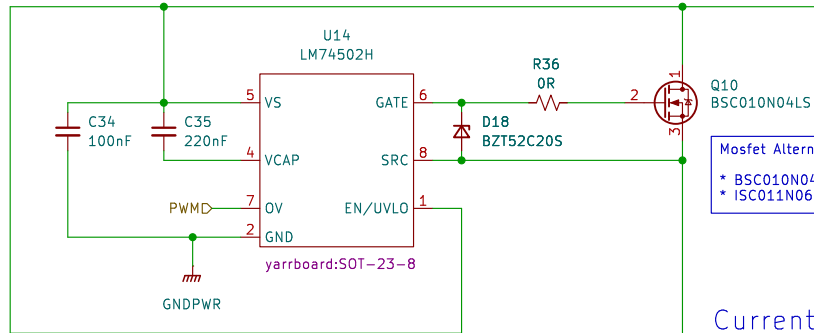 U14
LM74502H
R36
0R
Q10
BSC010N04LS
C34
100nF
C35
220nF
5
VS
GATE
6
2
1
3
D18
BZT52C20S
4
VCAP
SRC
8
Mosfet Altern
* BSC010N04
* ISC011N06
PWM
7
OV
EN/UVLO
1
2
GND
yarrboard:SOT-23-8
GNDPWR
Current